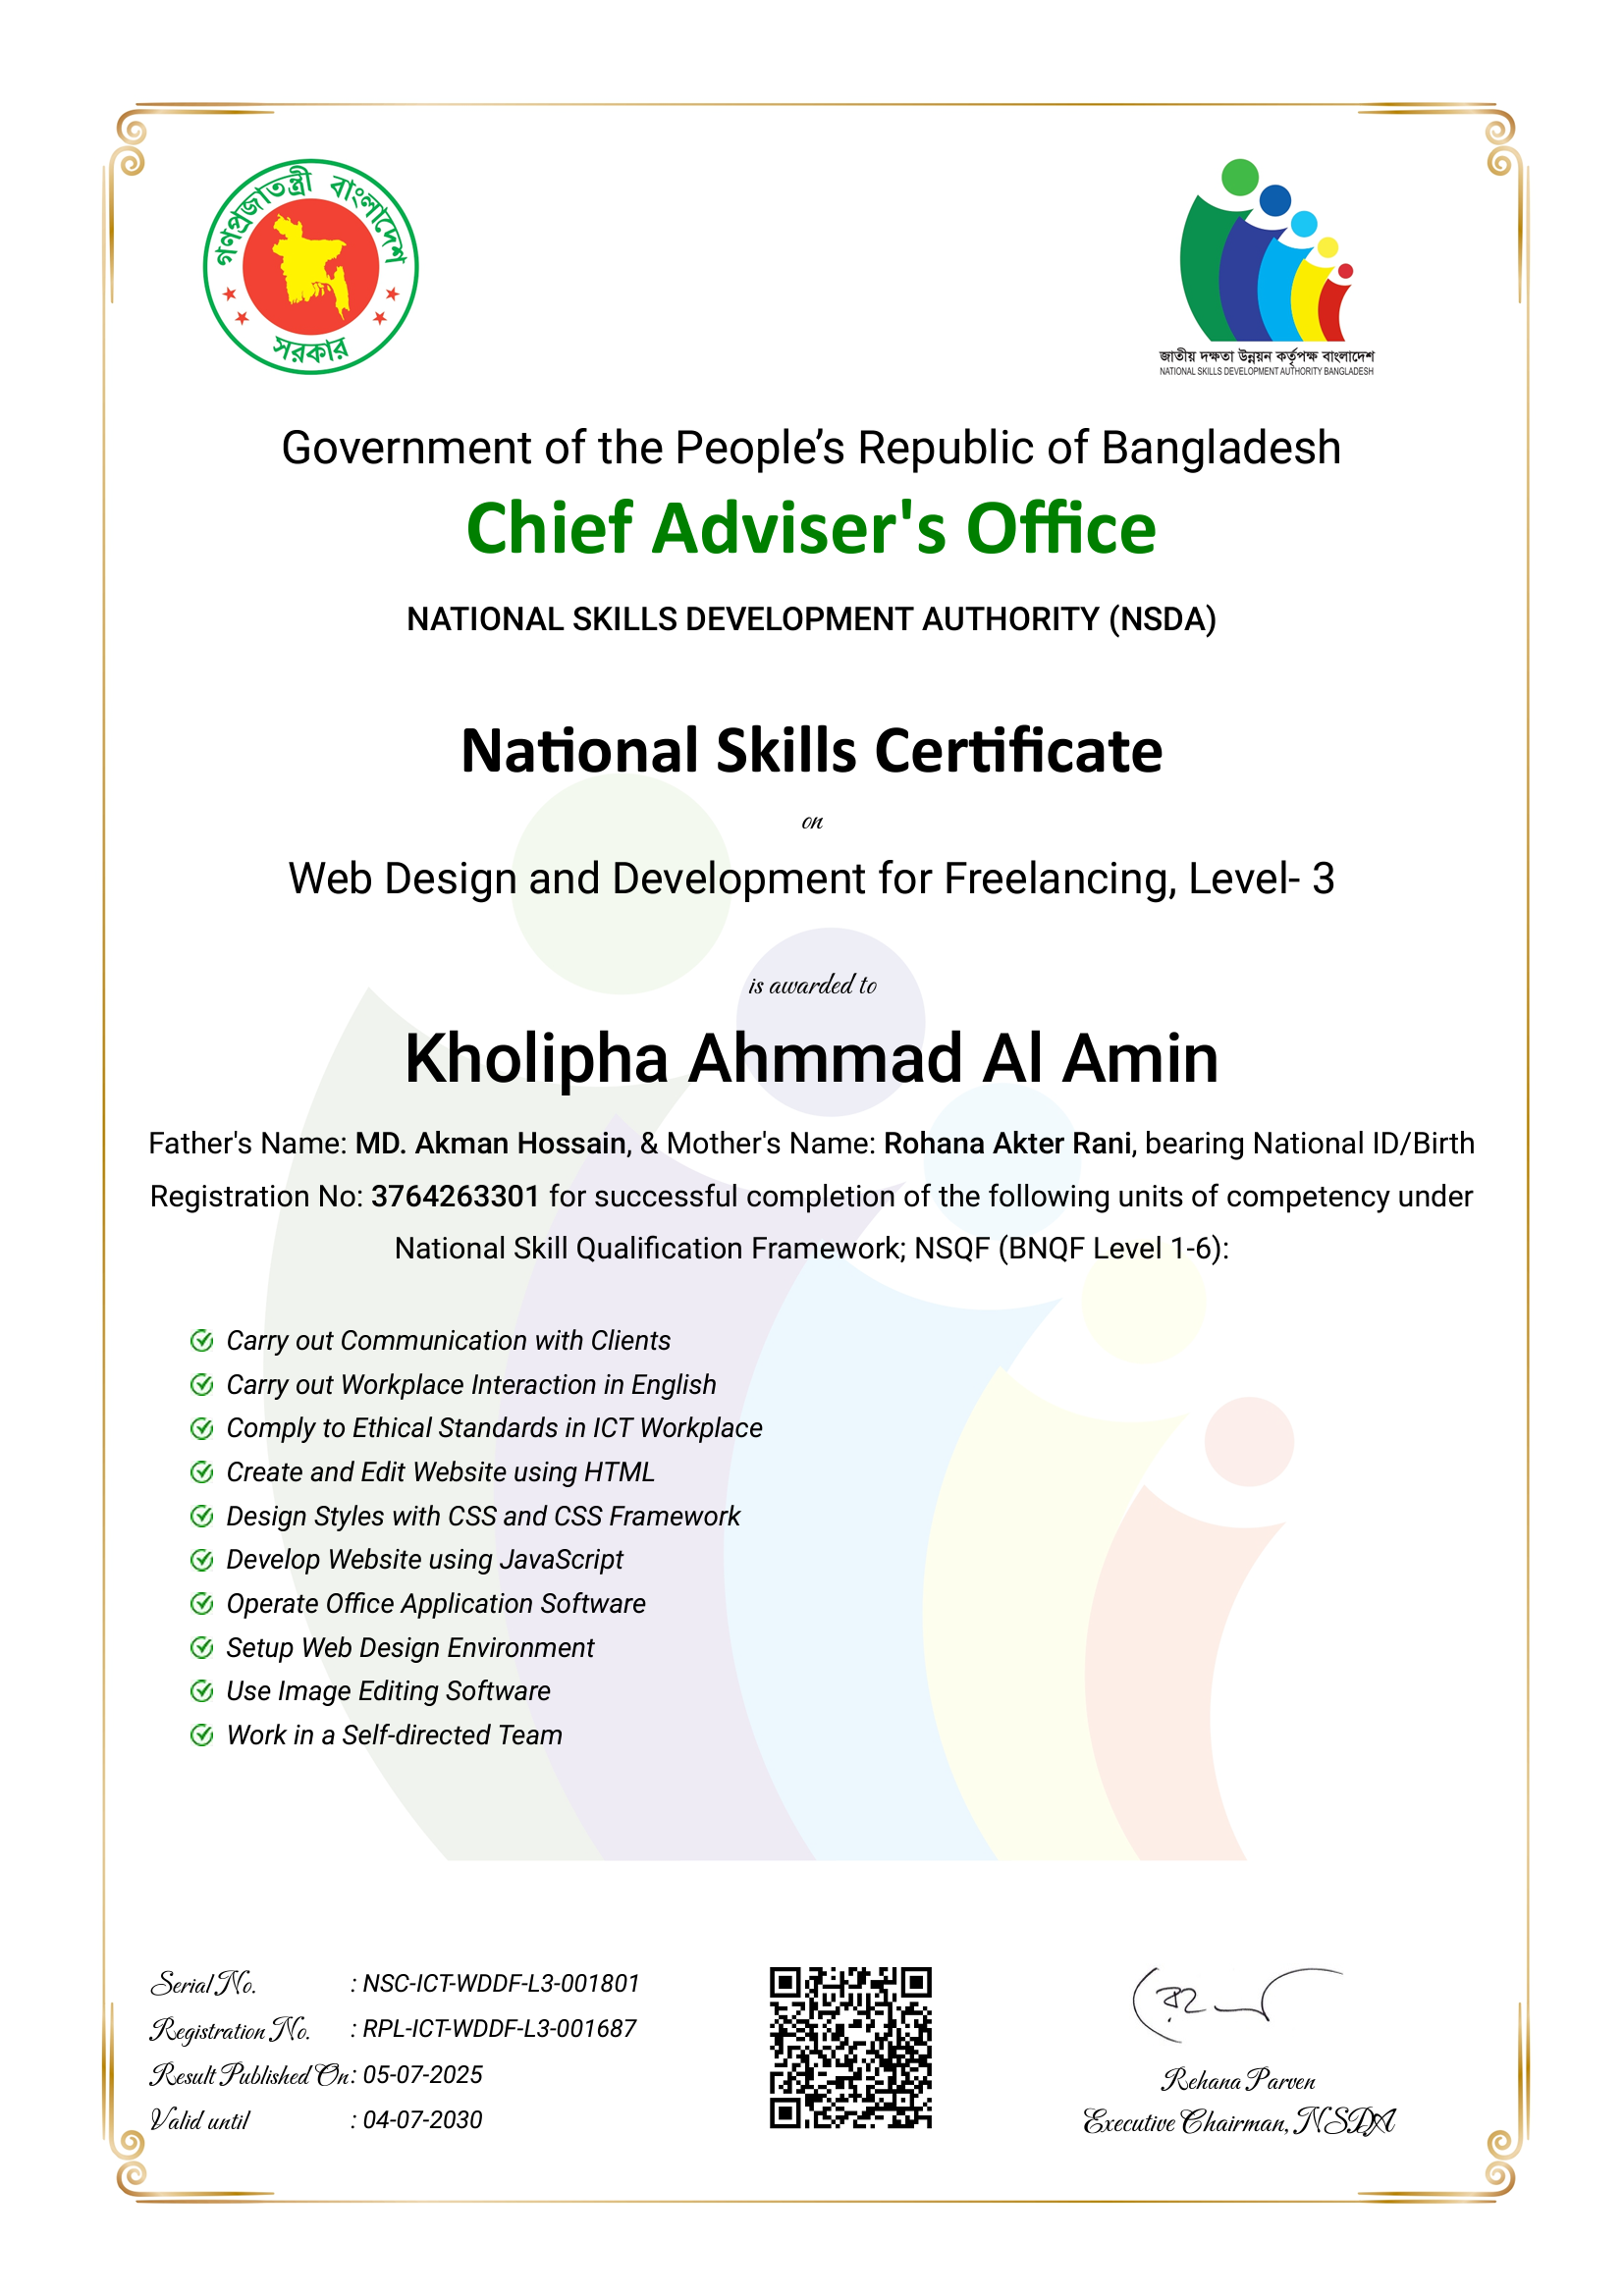 গণপ্রজাতন্ত্রী বাংলাদেশ
সরকার
জাতীয় দক্ষতা উন্নয়ন কর্তৃপক্ষ বাংলাদেশ
NATIONAL SKILLS DEVELOPMENT AUTHORITY BANGLADESH
Government of the People’s Republic of Bangladesh
Chief Adviser's Office
NATIONAL SKILLS DEVELOPMENT AUTHORITY (NSDA)
National Skills Certificate
on
Web Design and Development for Freelancing, Level- 3
is awarded to
Kholipha Ahmmad Al Amin
Father's Name: MD. Akman Hossain, & Mother's Name: Rohana Akter Rani, bearing National ID/Birth
Registration No: 3764263301 for successful completion of the following units of competency under
National Skill Qualification Framework; NSQF (BNQF Level 1-6):
Carry out Communication with Clients
Carry out Workplace Interaction in English
Comply to Ethical Standards in ICT Workplace
Create and Edit Website using HTML
Design Styles with CSS and CSS Framework
Develop Website using JavaScript
Operate Office Application Software
Setup Web Design Environment
Use Image Editing Software
Work in a Self-directed Team
Serial No. : NSC-ICT-WDDF-L3-001801
Registration No. : RPL-ICT-WDDF-L3-001687
Result Published On : 05-07-2025
Valid until : 04-07-2030
Rehana Parven
Executive Chairman, NSDA